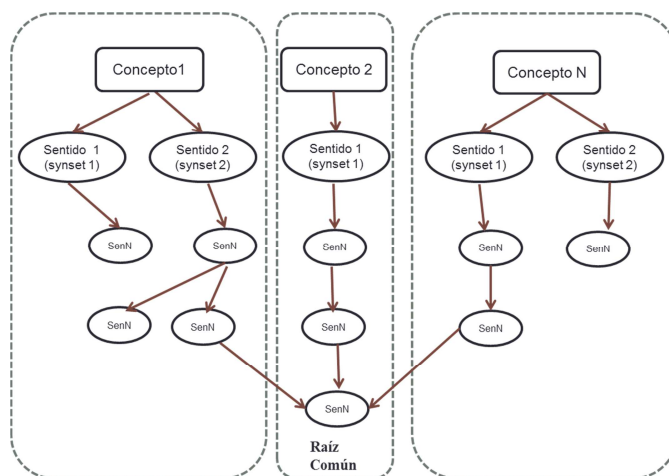 Concepto1
Concepto 2
Concepto N
Sentido 1
(synset 1)
Sentido 2
(synset 2)
Sentido 1
(synset 1)
Sentido 1
(synset 1)
Sentido 2
(synset 2)
SenN
SenN
SenN
SenN
SenN
SenN
SenN
SenN
SenN
SenN
Raíz
Común